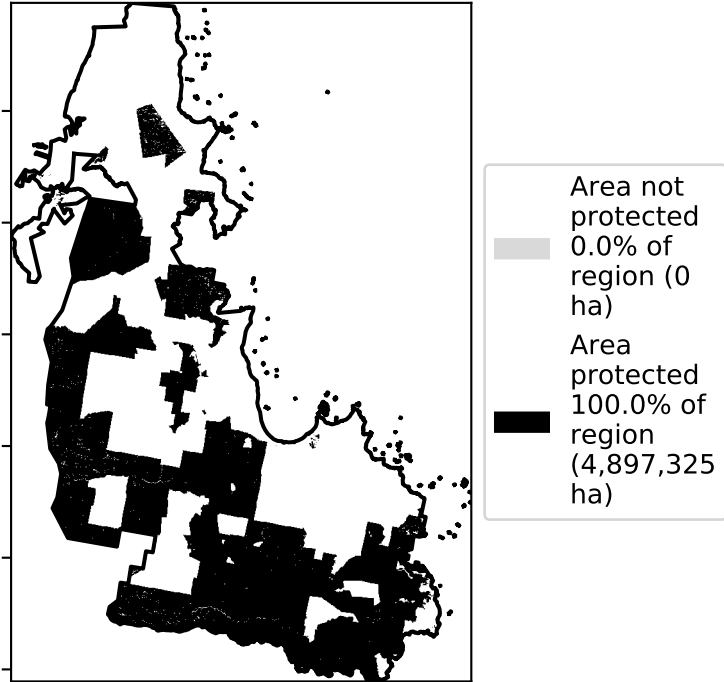 Area not
protected
0.0% of
region (0
ha)
Area
protected
100.0% of
region
(4,897,325
ha)